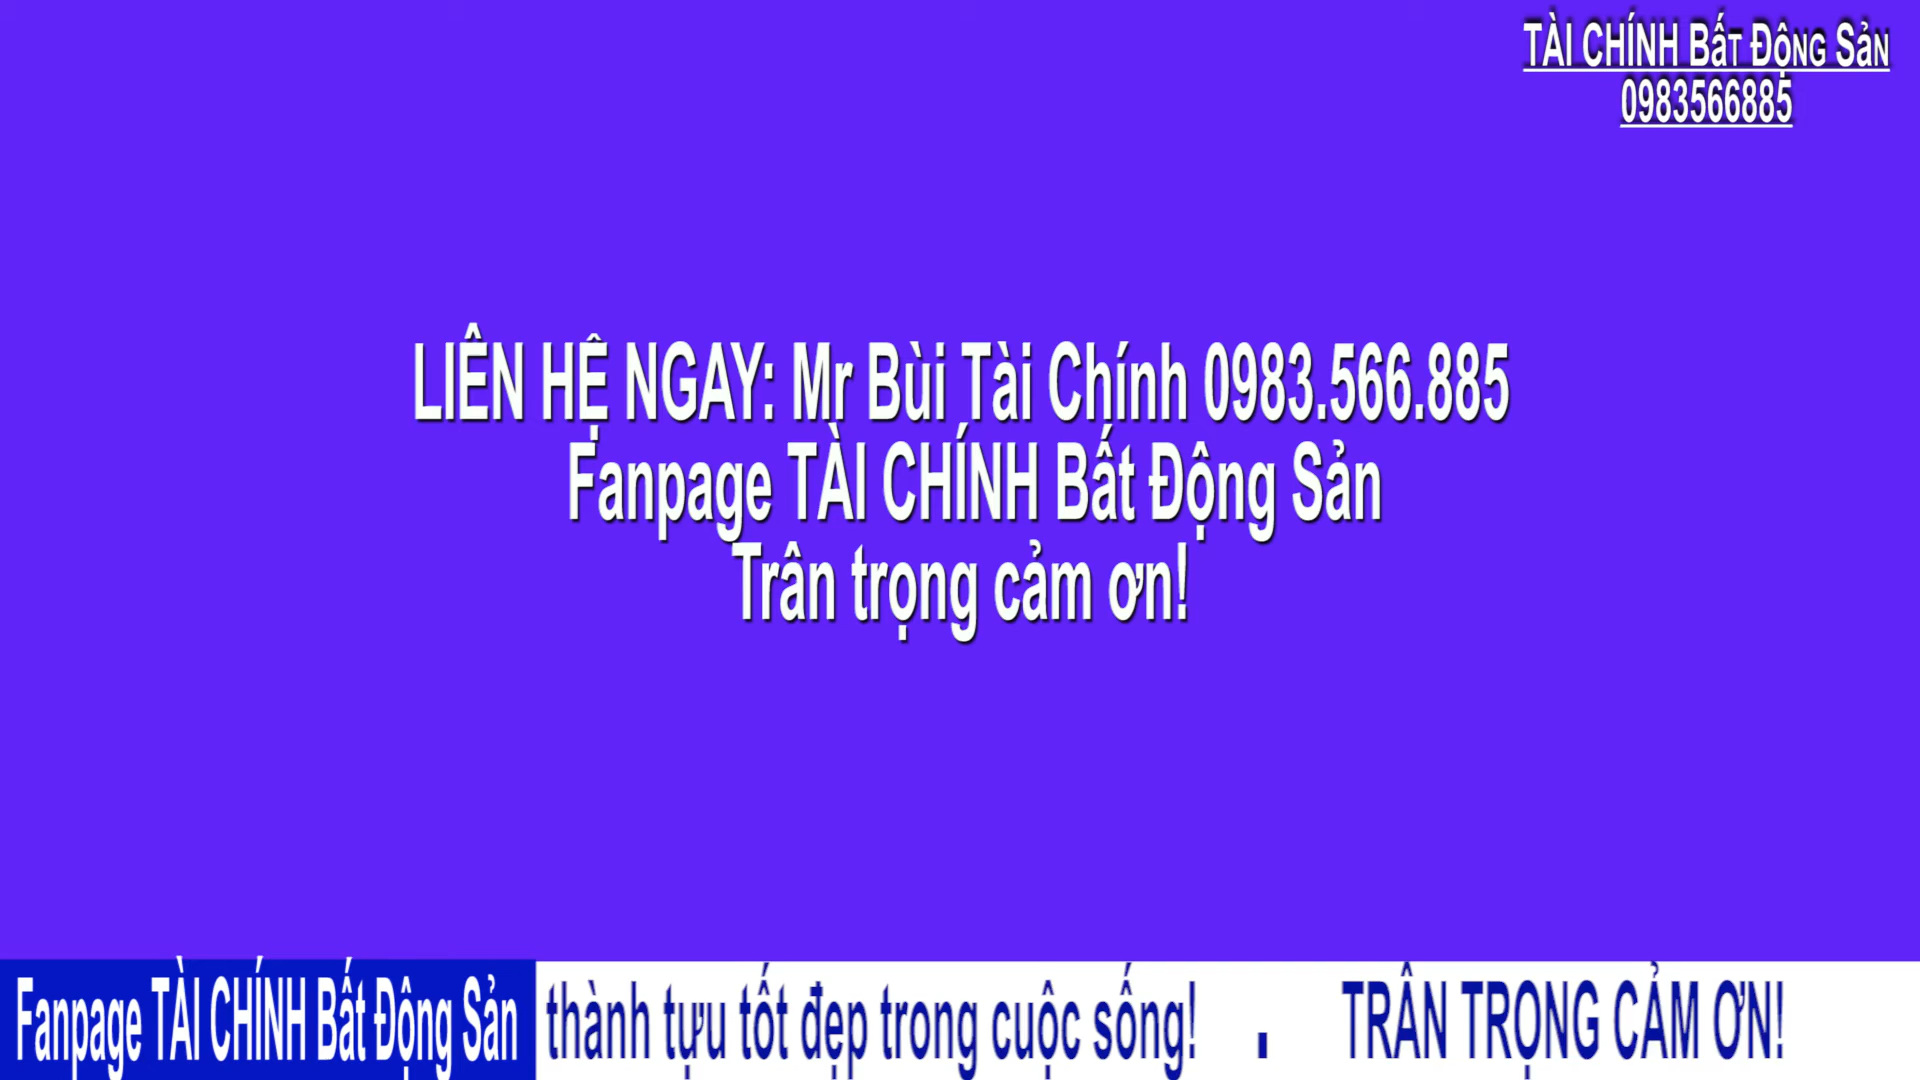 TÀI CHÍNH BấT ĐộNG SảN
0983566885
LIÊN HỆ NGAY: Mr Bùi Tài Chính 0983.566.885
Fanpage TÀI CHÍNH Bất Động Sản
Trân trọng cảm ơn!
Fanpage TÀI CHÍNH Bất Động Sản
thành tựu tốt đẹp trong cuộc sống! . TRÂN TRỌNG CẢM ƠN!